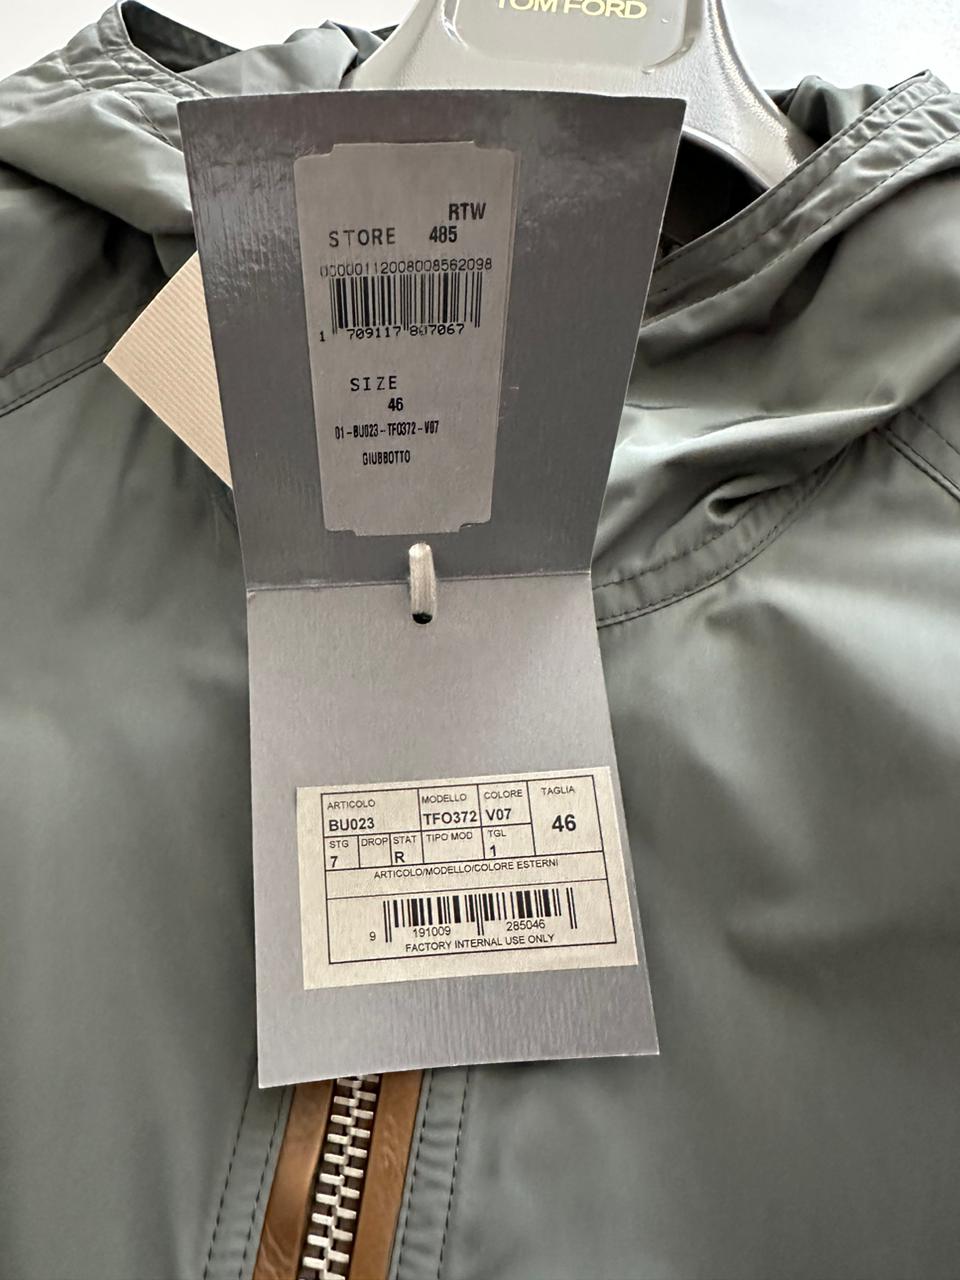 TOM FORD
RTW
STORE 485
00000112008008562098
1 709117 807067
SIZE
46
01-BU023-TFO372-V07
GIUBBOTTO
ARTICOLO MODELLO COLORE TAGLIA
BU023 TFO372 V07 46
STG DROP STAT TIPO MOD TGL
7 R 1
ARTICOLO/MODELLO/COLORE ESTERNI
9 191009 285046
FACTORY INTERNAL USE ONLY